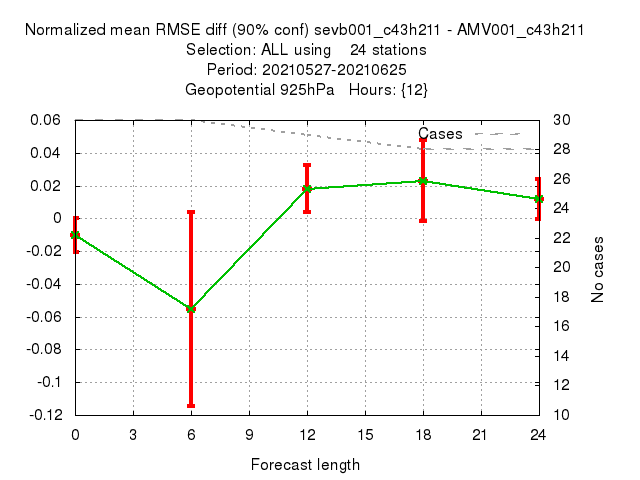 Normalized mean RMSE diff (90% conf) sevb001_c43h211 - AMV001_c43h211
Selection: ALL using    24 stations
Period: 20210527-20210625
Geopotential 925hPa   Hours: {12}
Cases
0.06
0.04
0.02
0
-0.02
-0.04
-0.06
-0.08
-0.1
-0.12
30
28
26
24
22
20
18
16
14
12
10
No cases
0 3 6 9 12 15 18 21 24
Forecast length